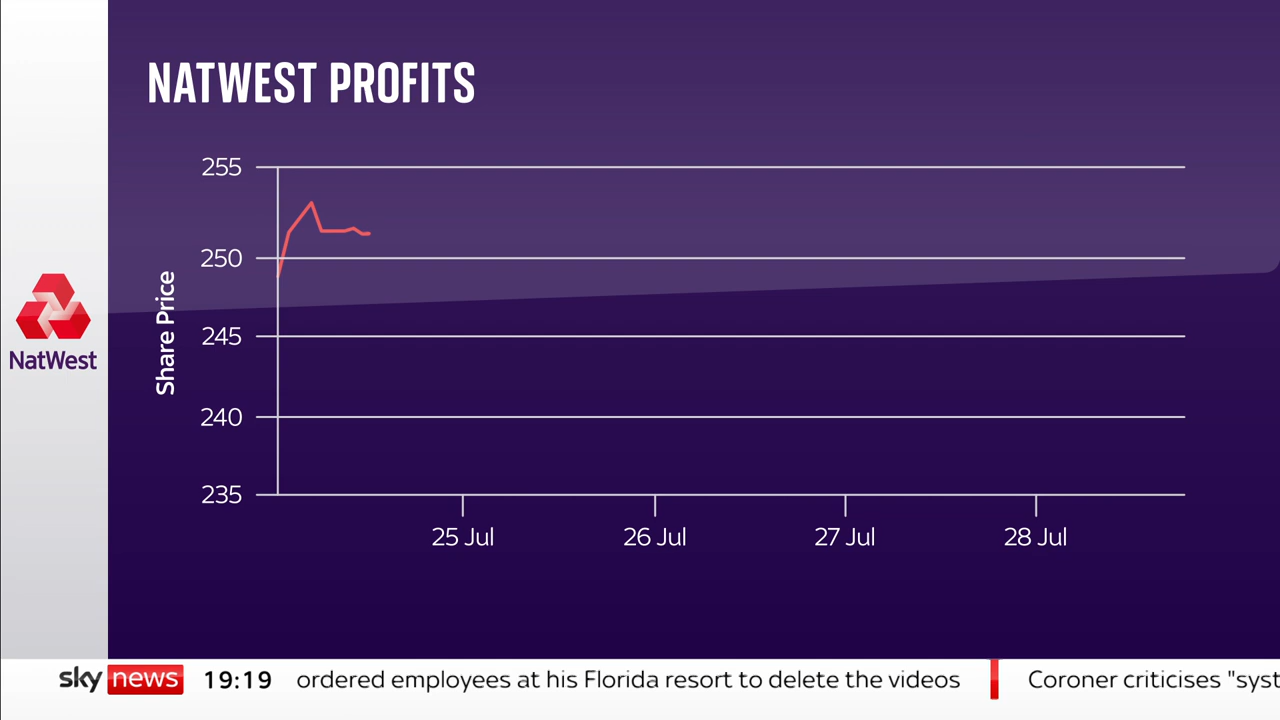 NATWEST PROFITS
255
250
245
240
235
Share Price
25 Jul
26 Jul
27 Jul
28 Jul
NatWest
sky news 19:19 ordered employees at his Florida resort to delete the videos Coroner criticises "syst